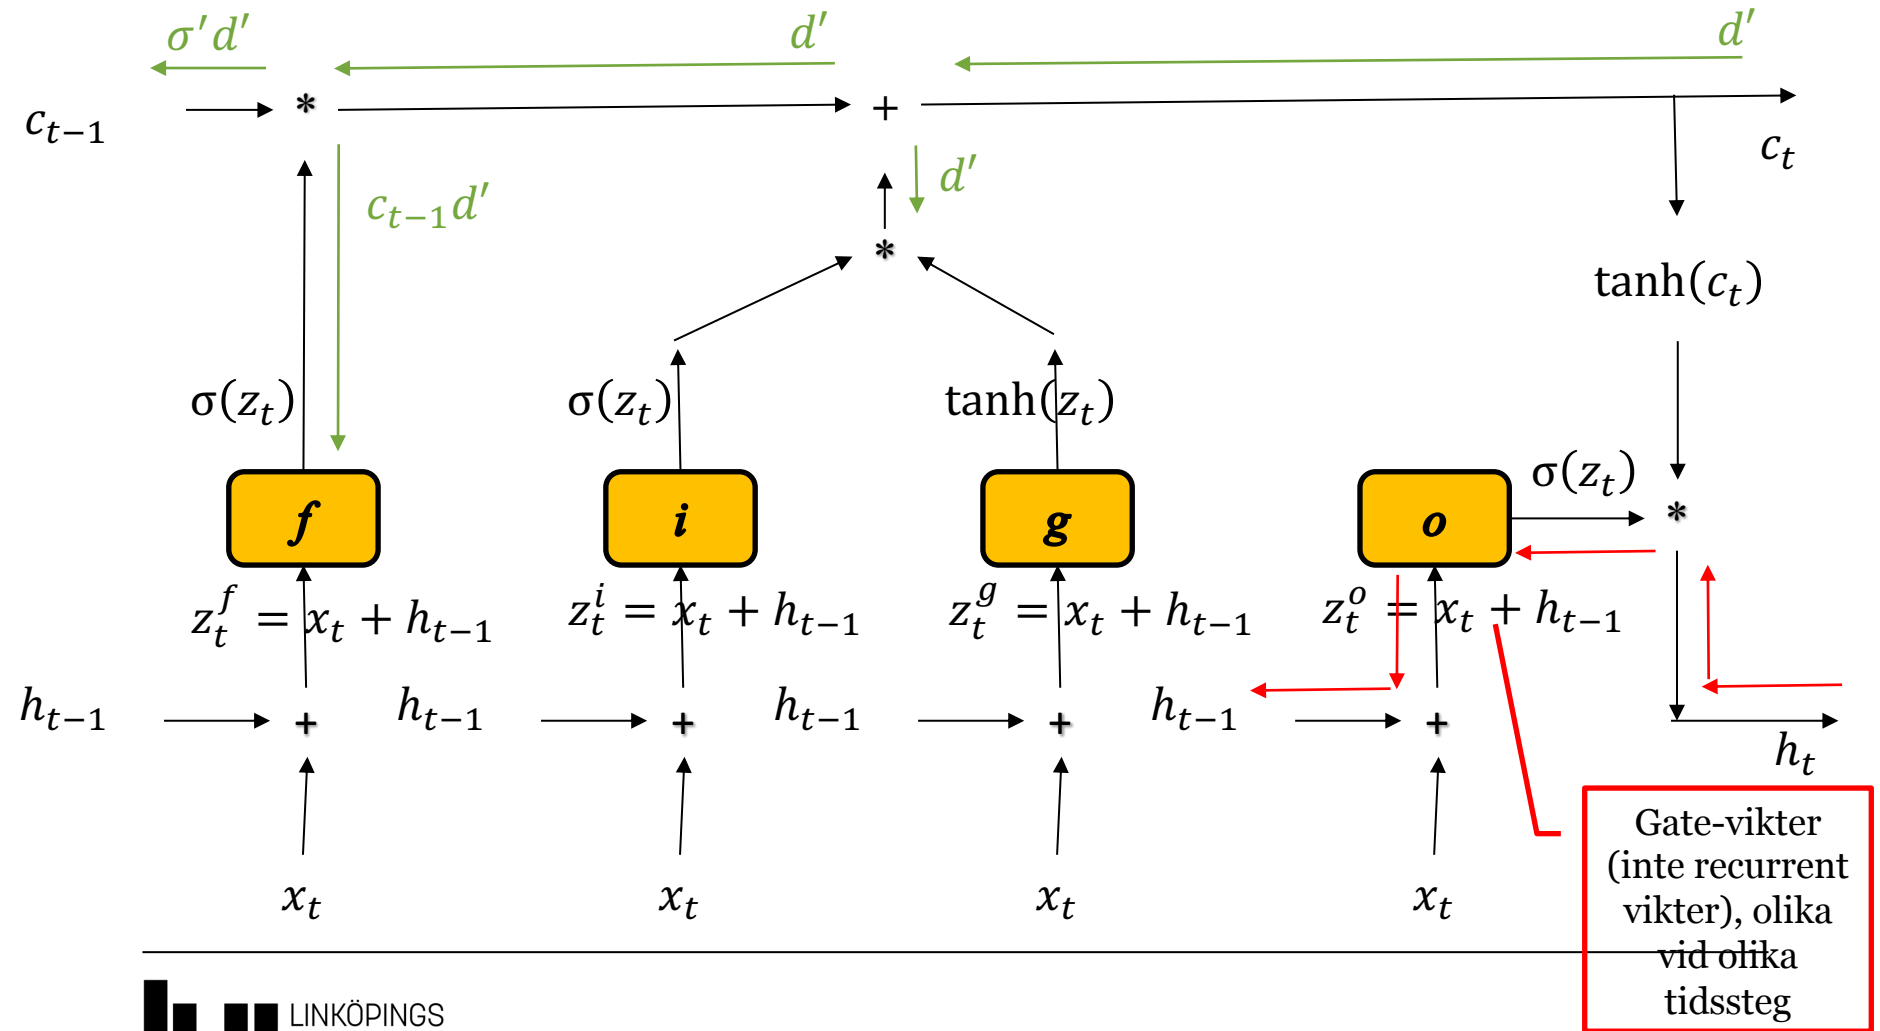 σ′d′ d′ d′
* +
c_{t−1} c_t
c_{t−1}d′ d′
*
tanh(c_t)
σ(z_t) σ(z_t) tanh(z_t)
σ(z_t)
f i g o *
z_t^f = x_t + h_{t−1} z_t^i = x_t + h_{t−1} z_t^g = x_t + h_{t−1} z_t^o = x_t + h_{t−1}
h_{t−1} + h_{t−1} + h_{t−1} + h_{t−1} +
h_t
x_t x_t x_t x_t
Gate-vikter
(inte recurrent
vikter), olika
vid olika
tidssteg
LINKÖPINGS